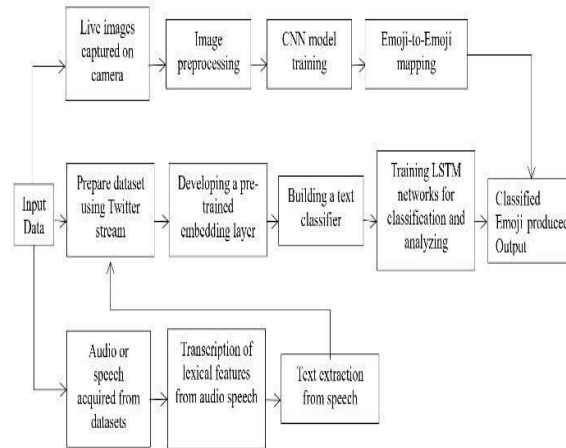 Live images
captured on
camera
Image
preprocessing
CNN model
training
Emoji-to-Emoji
mapping
Input
Data
Prepare dataset
using Twitter
stream
Developing a pre-
trained
embedding layer
Building a text
classifier
Training LSTM
networks for
classification and
analyzing
Classified
Emoji produced
Output
Audio or
speech
acquired from
datasets
Transcription of
lexical features
from audio speech
Text extraction
from speech